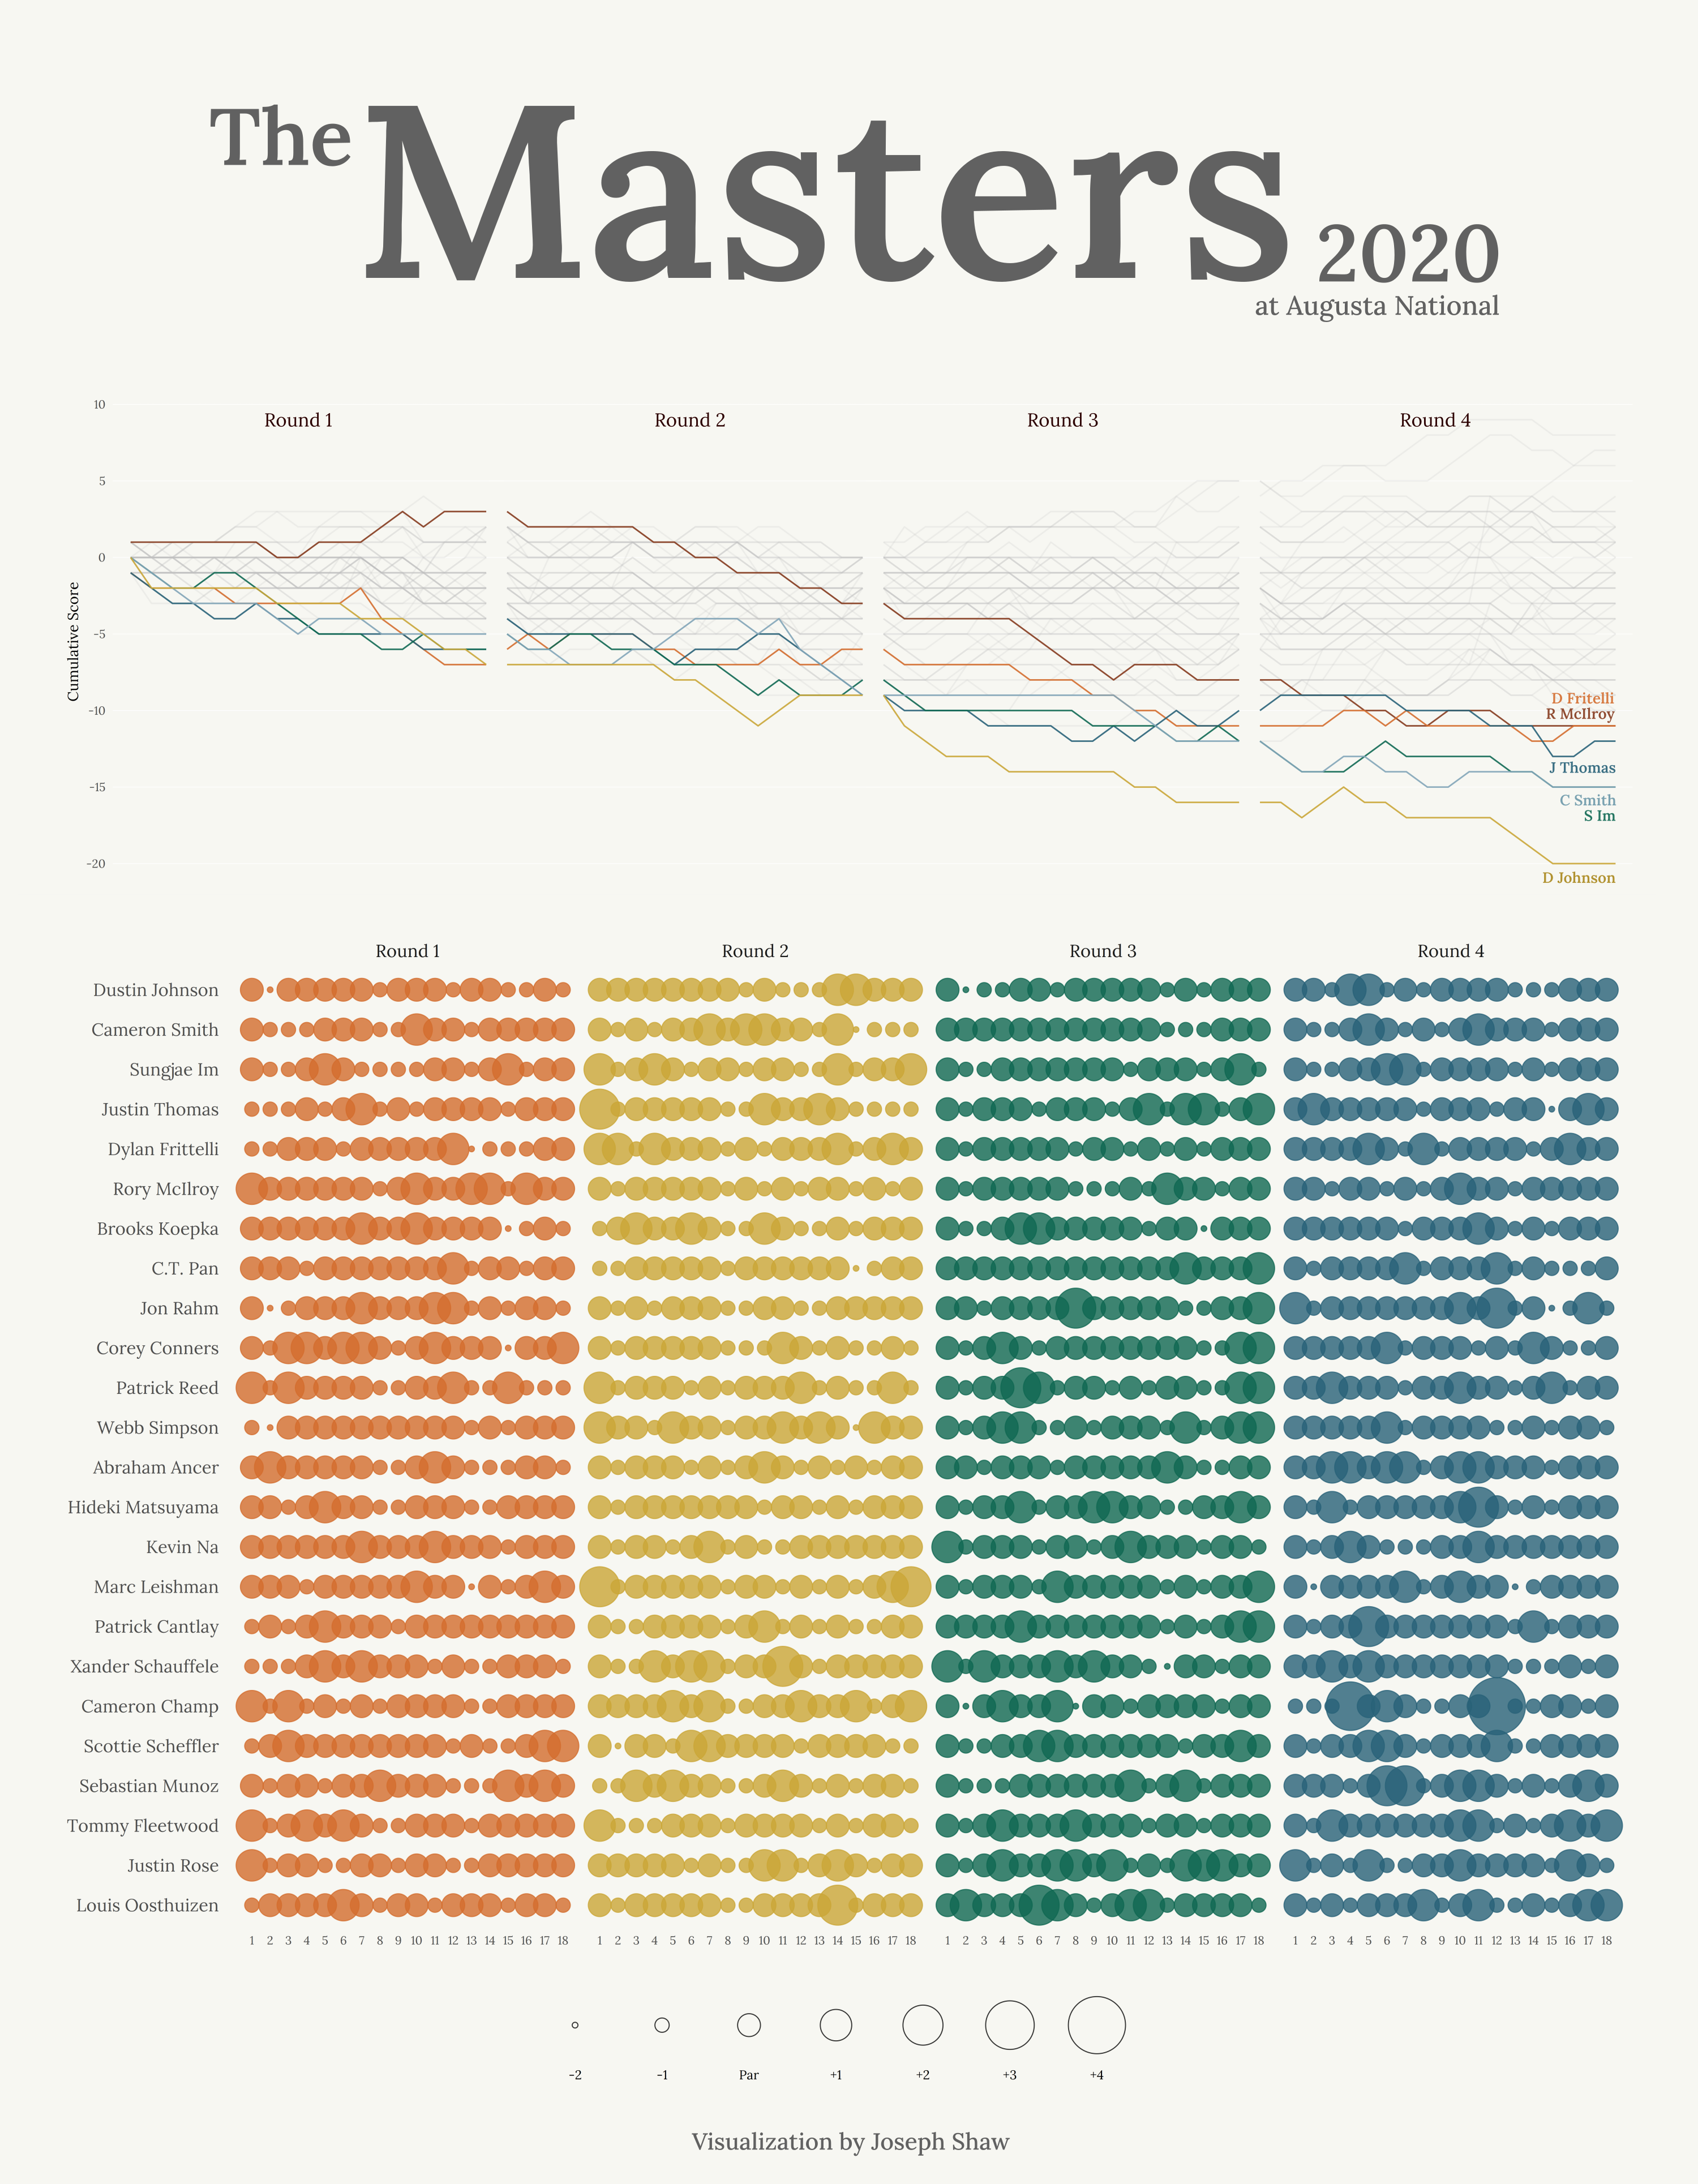 The Masters 2020
at Augusta National
Round 1 Round 2 Round 3 Round 4
Cumulative Score
10
5
0
-5
-10
-15
-20
D Fritelli
R McIlroy
J Thomas
C Smith
S Im
D Johnson
Round 1 Round 2 Round 3 Round 4
Dustin Johnson
Cameron Smith
Sungjae Im
Justin Thomas
Dylan Frittelli
Rory McIlroy
Brooks Koepka
C.T. Pan
Jon Rahm
Corey Conners
Patrick Reed
Webb Simpson
Abraham Ancer
Hideki Matsuyama
Kevin Na
Marc Leishman
Patrick Cantlay
Xander Schauffele
Cameron Champ
Scottie Scheffler
Sebastian Munoz
Tommy Fleetwood
Justin Rose
Louis Oosthuizen
1 2 3 4 5 6 7 8 9 10 11 12 13 14 15 16 17 18 1 2 3 4 5 6 7 8 9 10 11 12 13 14 15 16 17 18 1 2 3 4 5 6 7 8 9 10 11 12 13 14 15 16 17 18 1 2 3 4 5 6 7 8 9 10 11 12 13 14 15 16 17 18
-2 -1 Par +1 +2 +3 +4
Visualization by Joseph Shaw